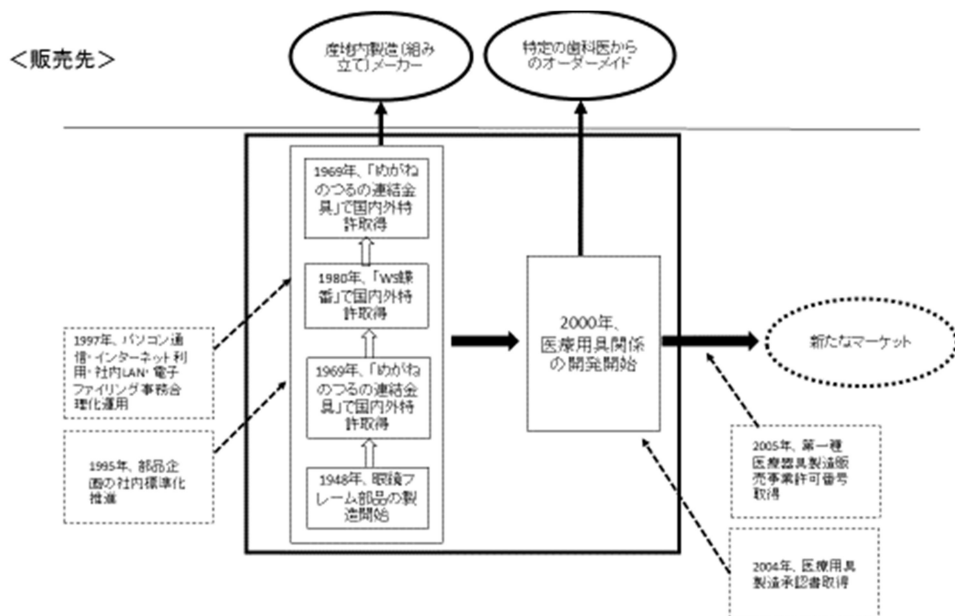 ＜販売先＞
産地内製造(組み
立て)メーカー
特定の歯科医から
のオーダーメイド
1969年、「めがね
のつるの連結金
具」で国内外特
許取得
1980年、「WS蝶
番」で国内外特
許取得
1969年、「めがね
のつるの連結金
具」で国内外特
許取得
1948年、眼鏡フ
レーム部品の製
造開始
1997年、パソコン通
信・インターネット利
用・社内LAN・電子
ファイリング事務合
理化運用
1995年、部品企
画の社内標準化
推進
2000年、
医療用具関係
の開発開始
新たなマーケット
2005年、第一種
医療器具製造販
売事業許可番号
取得
2004年、医療用具
製造承認書取得